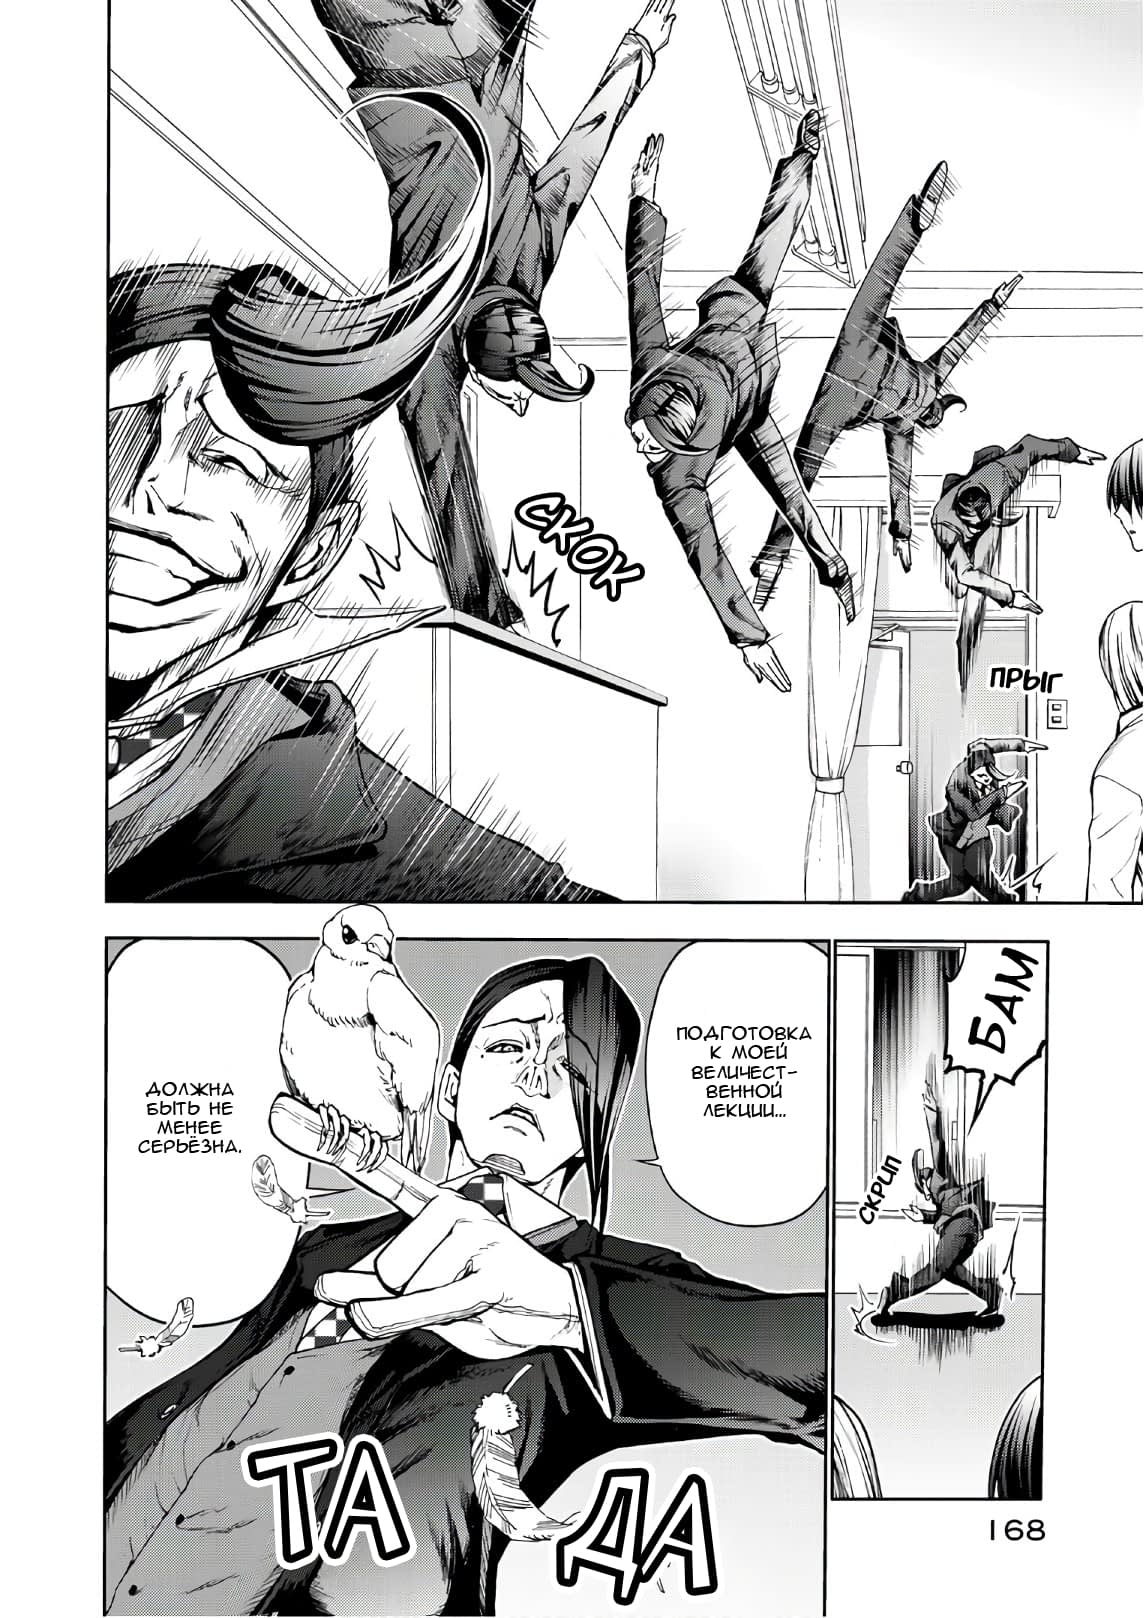 ПРЫГ
СКОК
БАМ
СКРИП
ПОДГОТОВКА
К МОЕЙ
ВЕЛИЧЕСТ-
ВЕННОЙ
ЛЕКЦИИ...
ДОЛЖНА
БЫТЬ НЕ
МЕНЕЕ
СЕРЬЁЗНА.
ТА ДА
168